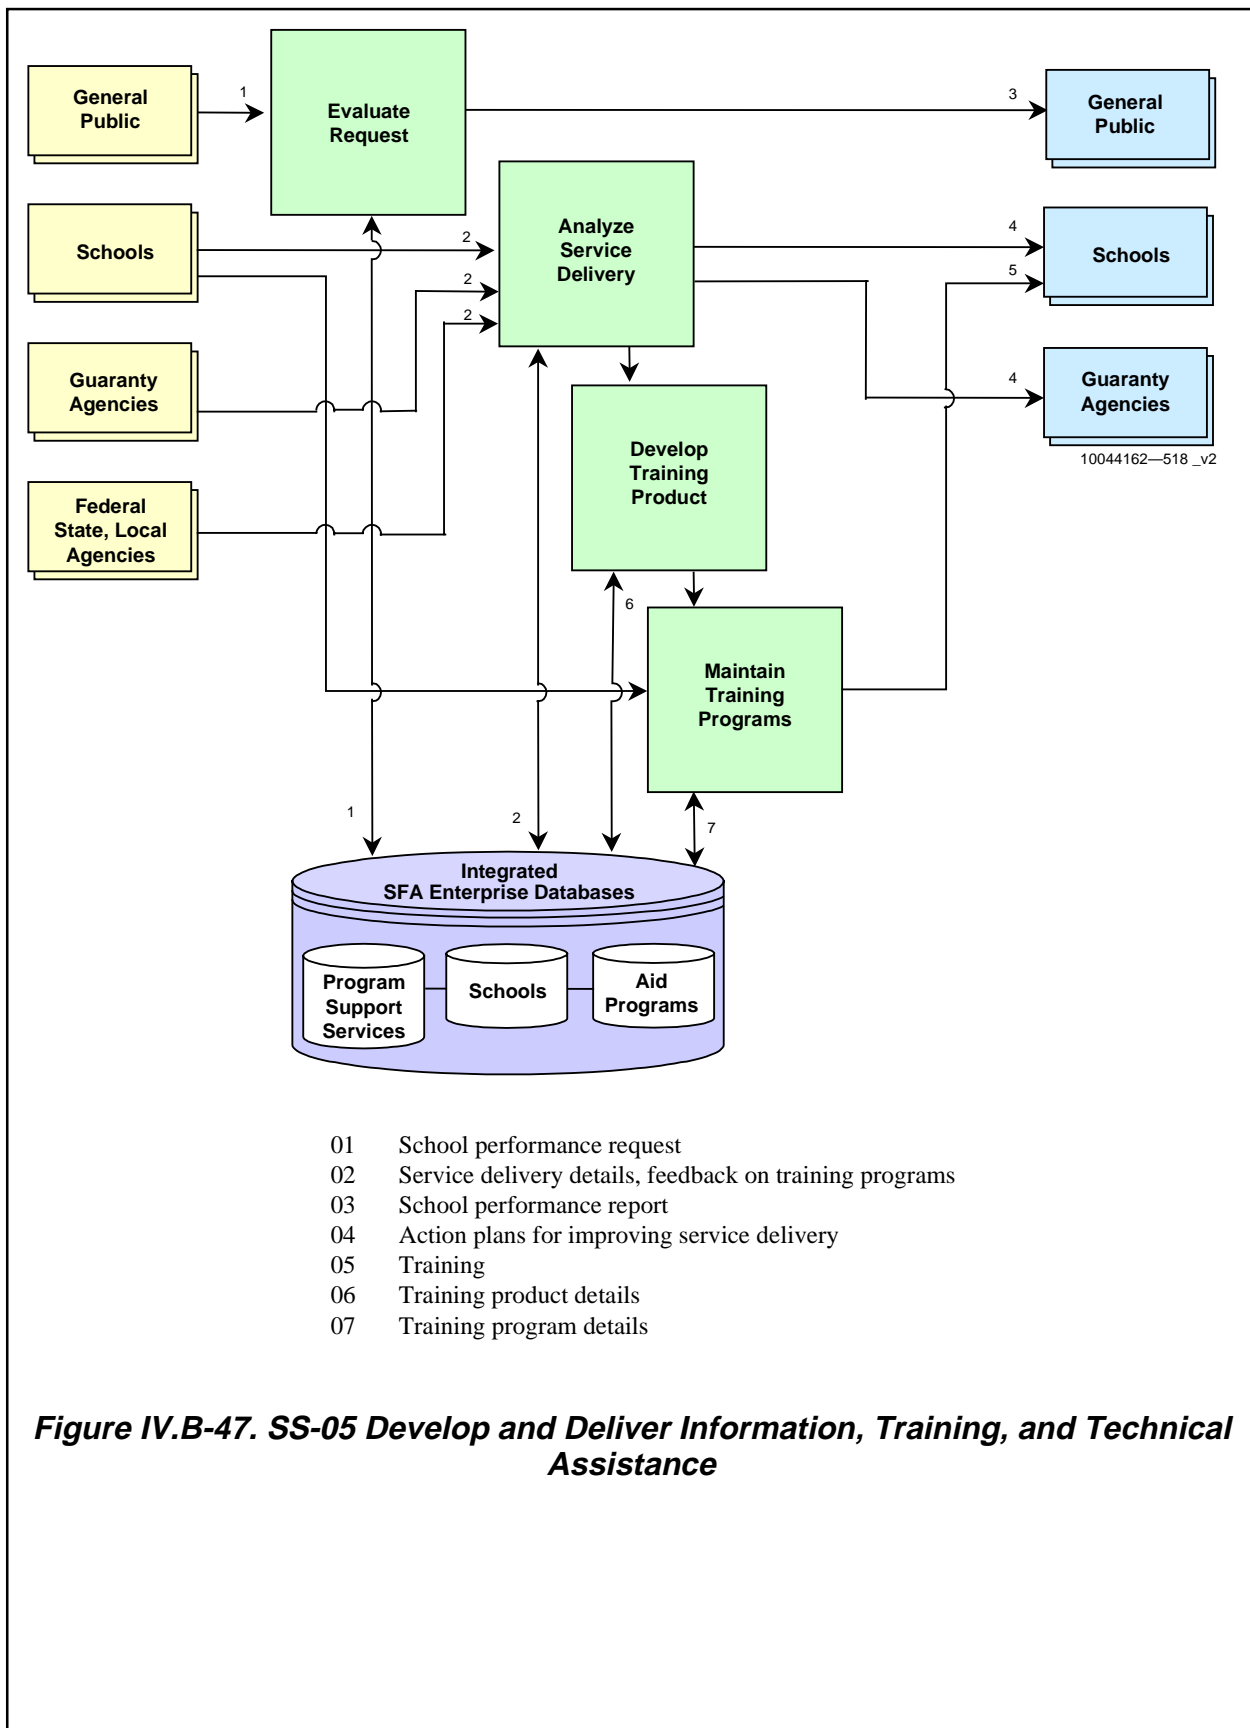 General
Public
1
Evaluate
Request
3
General
Public
Schools
2
Analyze
Service
Delivery
4
Schools
5
2
2
Guaranty
Agencies
4
Guaranty
Agencies
10044162—518 _v2
Develop
Training
Product
Federal
State, Local
Agencies
6
Maintain
Training
Programs
1
2
7
Integrated
SFA Enterprise Databases
Program
Support
Services
Schools
Aid
Programs
01 School performance request
02 Service delivery details, feedback on training programs
03 School performance report
04 Action plans for improving service delivery
05 Training
06 Training product details
07 Training program details
Figure IV.B-47. SS-05 Develop and Deliver Information, Training, and Technical
Assistance